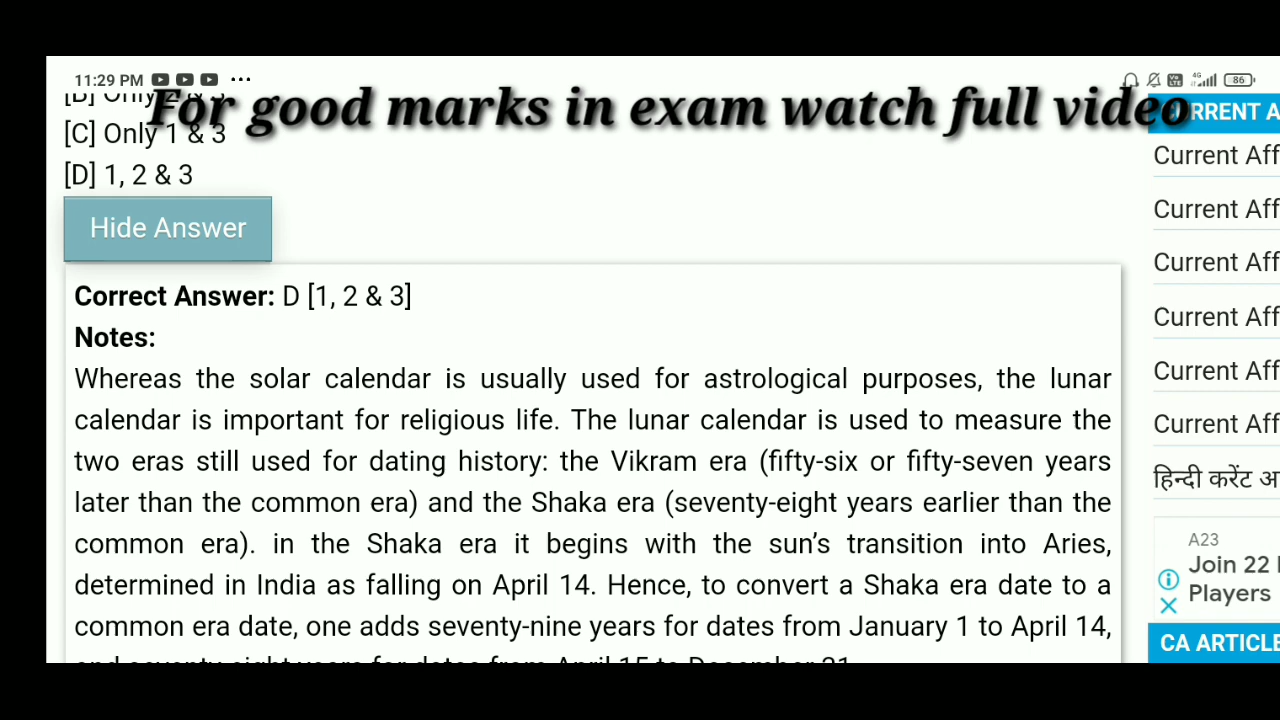 11:29 PM
86
For good marks in exam watch full video
[C] Only 1 & 3
[D] 1, 2 & 3
Hide Answer
Correct Answer: D [1, 2 & 3]
Notes:
Whereas the solar calendar is usually used for astrological purposes, the lunar
calendar is important for religious life. The lunar calendar is used to measure the
two eras still used for dating history: the Vikram era (fifty-six or fifty-seven years
later than the common era) and the Shaka era (seventy-eight years earlier than the
common era). in the Shaka era it begins with the sun’s transition into Aries,
determined in India as falling on April 14. Hence, to convert a Shaka era date to a
common era date, one adds seventy-nine years for dates from January 1 to April 14,
Current Aff
Current Aff
Current Aff
Current Aff
Current Aff
Current Aff
हिन्दी करेंट अ
A23
Join 22
Players
CA ARTICLE